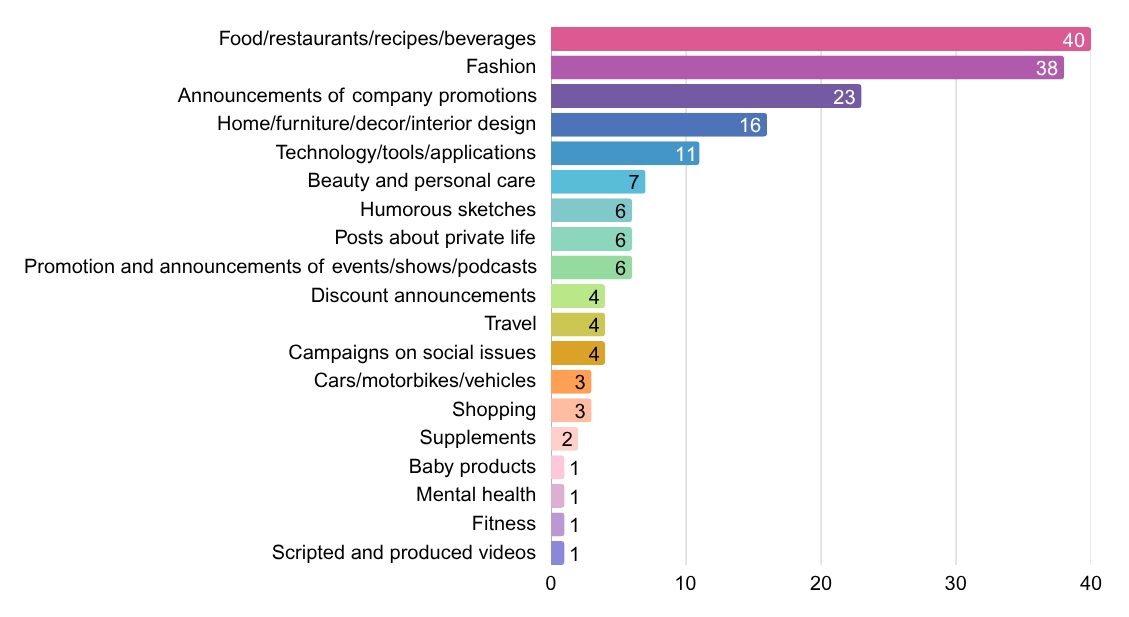 Food/restaurants/recipes/beverages 40
Fashion 38
Announcements of company promotions 23
Home/furniture/decor/interior design 16
Technology/tools/applications 11
Beauty and personal care 7
Humorous sketches 6
Posts about private life 6
Promotion and announcements of events/shows/podcasts 6
Discount announcements 4
Travel 4
Campaigns on social issues 4
Cars/motorbikes/vehicles 3
Shopping 3
Supplements 2
Baby products 1
Mental health 1
Fitness 1
Scripted and produced videos 1
0 10 20 30 40